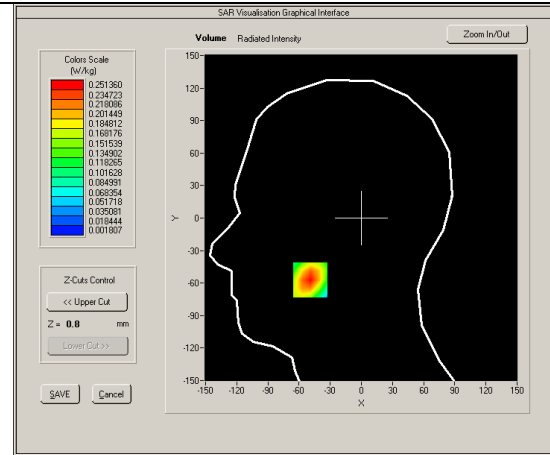 SAR Visualisation Graphical Interface
Volume Radiated Intensity
Zoom In/Out
Colors Scale
(W/kg)
0.251360
0.234723
0.218086
0.201449
0.184812
0.168176
0.151539
0.134902
0.118265
0.101628
0.084991
0.068354
0.051718
0.035081
0.018444
0.001807
Z-Cuts Control
<< Upper Cut
Z = 0.8 mm
Lower Cut >>
SAVE Cancel
150
120
90
60
30
0
-30
-60
-90
-120
-150
Y
-150 -120 -90 -60 -30 0 30 60 90 120 150
X